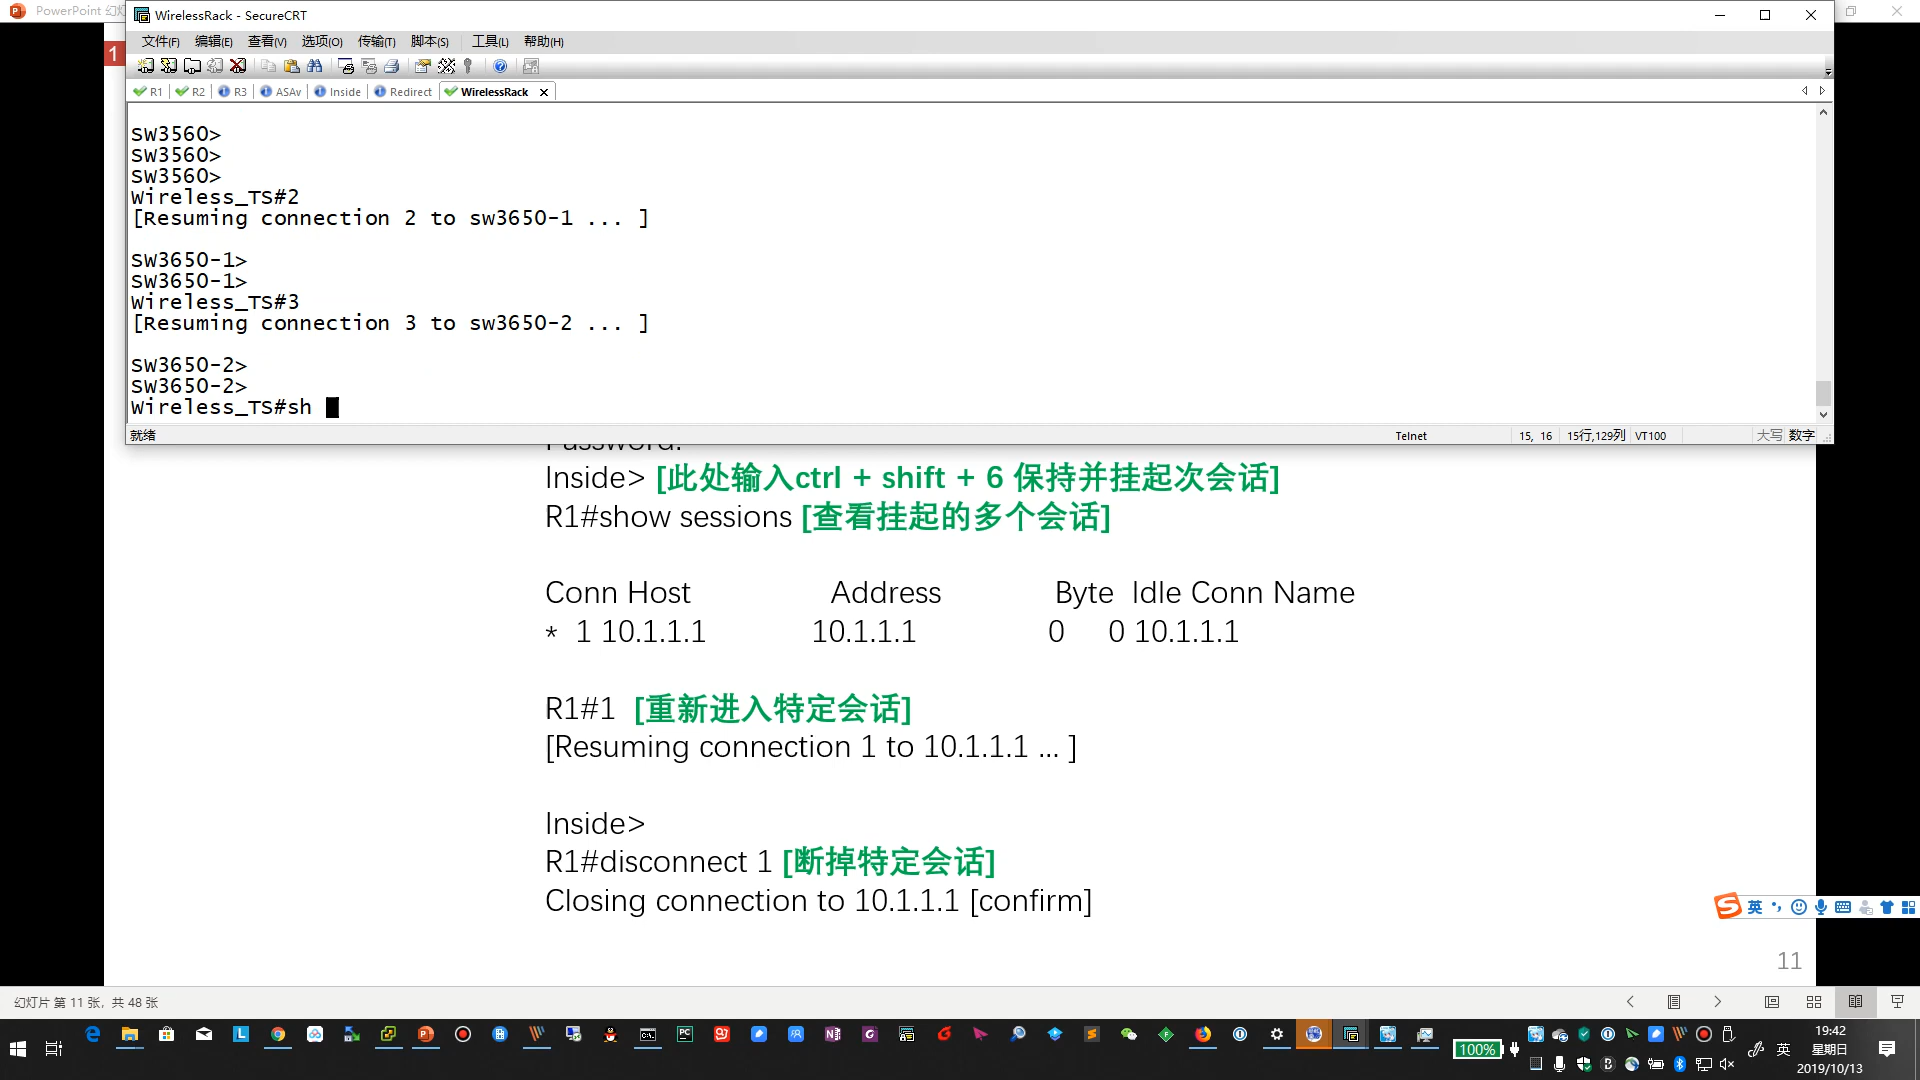 PowerPoint 幻灯
WirelessRack - SecureCRT
文件(F) 编辑(E) 查看(V) 选项(O) 传输(T) 脚本(S) 工具(L) 帮助(H)
1
R1 R2 R3 ASAv Inside Redirect WirelessRack
sw3560>
sw3560>
sw3560>
Wireless_TS#2
[Resuming connection 2 to sw3650-1 ... ]
sw3650-1>
sw3650-1>
Wireless_TS#3
[Resuming connection 3 to sw3650-2 ... ]
sw3650-2>
sw3650-2>
Wireless_TS#sh
就绪 Telnet 15, 16 15行,129列 VT100 大写 数字
Password:
Inside> [此处输入ctrl + shift + 6 保持并挂起次会话]
R1#show sessions [查看挂起的多个会话]
Conn Host Address Byte Idle Conn Name
* 1 10.1.1.1 10.1.1.1 0 0 10.1.1.1
R1#1 [重新进入特定会话]
[Resuming connection 1 to 10.1.1.1 ... ]
Inside>
R1#disconnect 1 [断掉特定会话]
Closing connection to 10.1.1.1 [confirm]
英
11
幻灯片 第 11 张，共 48 张
100%
英
19:42
星期日
2019/10/13